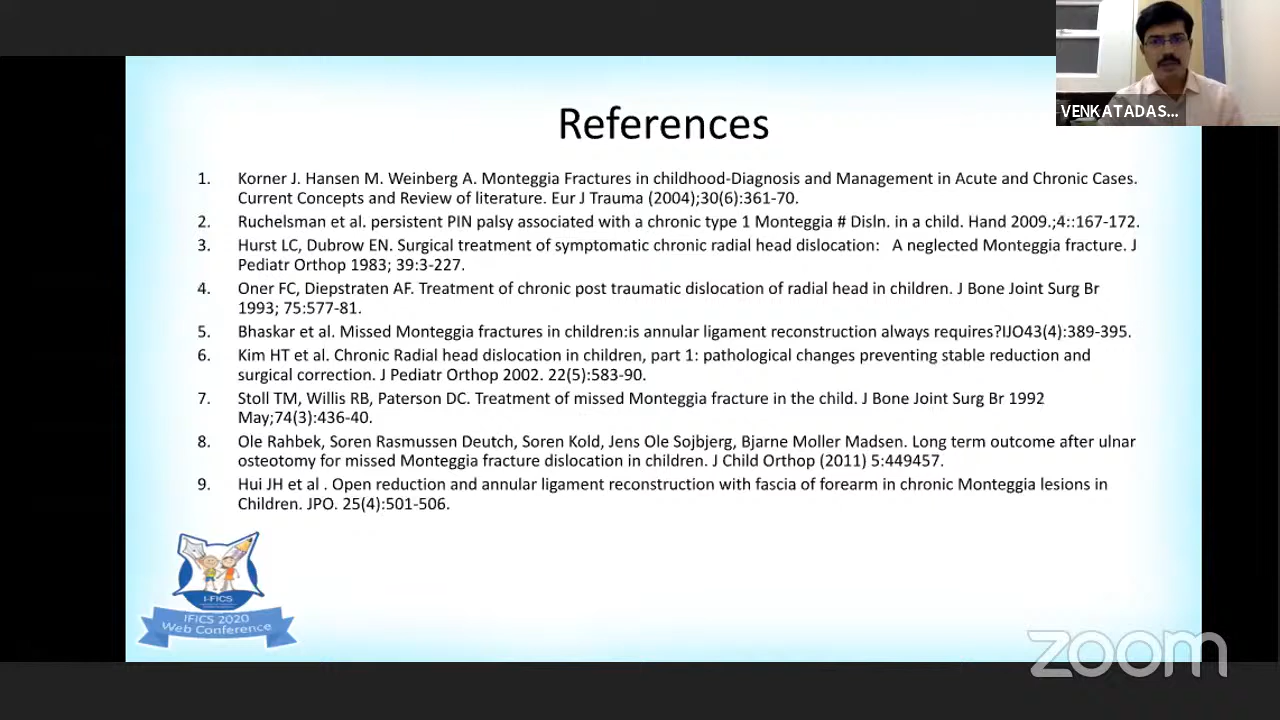 References
VENKATADAS...
1. Korner J. Hansen M. Weinberg A. Monteggia Fractures in childhood-Diagnosis and Management in Acute and Chronic Cases.
Current Concepts and Review of literature. Eur J Trauma (2004);30(6):361-70.
2. Ruchelsman et al. persistent PIN palsy associated with a chronic type 1 Monteggia # Disln. in a child. Hand 2009.;4::167-172.
3. Hurst LC, Dubrow EN. Surgical treatment of symptomatic chronic radial head dislocation: A neglected Monteggia fracture. J
Pediatr Orthop 1983; 39:3-227.
4. Oner FC, Diepstraten AF. Treatment of chronic post traumatic dislocation of radial head in children. J Bone Joint Surg Br
1993; 75:577-81.
5. Bhaskar et al. Missed Monteggia fractures in children:is annular ligament reconstruction always requires?IJO43(4):389-395.
6. Kim HT et al. Chronic Radial head dislocation in children, part 1: pathological changes preventing stable reduction and
surgical correction. J Pediatr Orthop 2002. 22(5):583-90.
7. Stoll TM, Willis RB, Paterson DC. Treatment of missed Monteggia fracture in the child. J Bone Joint Surg Br 1992
May;74(3):436-40.
8. Ole Rahbek, Soren Rasmussen Deutch, Soren Kold, Jens Ole Sojbjerg, Bjarne Moller Madsen. Long term outcome after ulnar
osteotomy for missed Monteggia fracture dislocation in children. J Child Orthop (2011) 5:449457.
9. Hui JH et al . Open reduction and annular ligament reconstruction with fascia of forearm in chronic Monteggia lesions in
Children. JPO. 25(4):501-506.
I-FICS
IFICS 2020
Web Conference
zoom